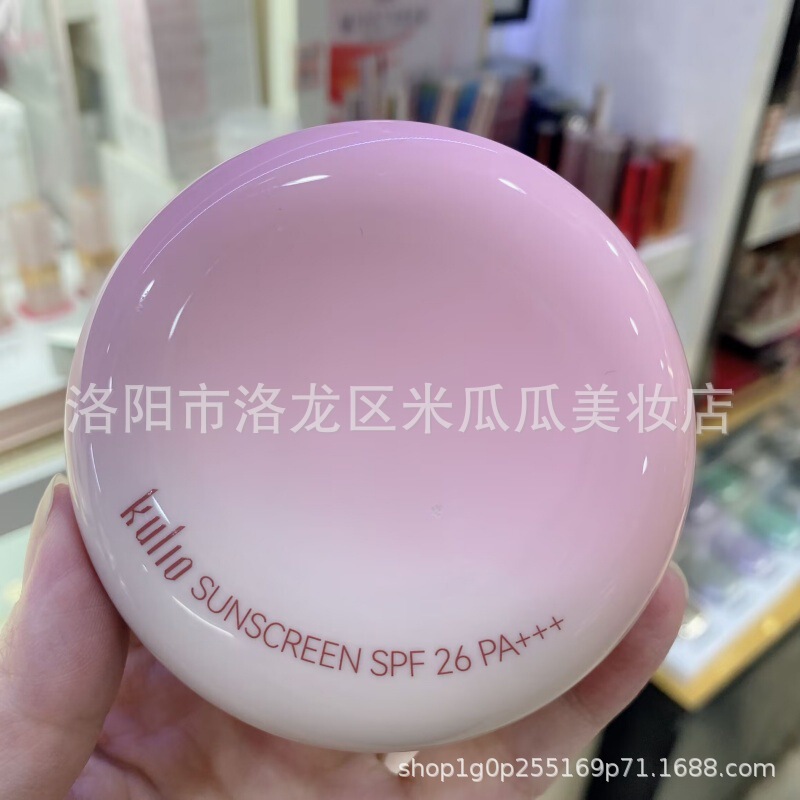 洛阳市洛龙区米瓜瓜美妆店
kulio SUNSCREEN SPF 26 PA+++
shop1g0p255169p71.1688.com